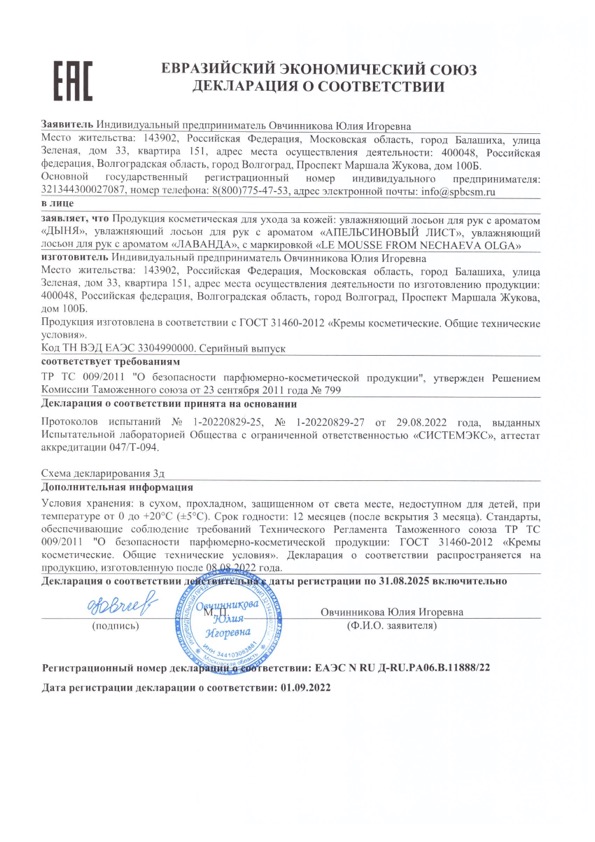 ЕАС
ЕВРАЗИЙСКИЙ ЭКОНОМИЧЕСКИЙ СОЮЗ
ДЕКЛАРАЦИЯ О СООТВЕТСТВИИ
Заявитель Индивидуальный предприниматель Овчинникова Юлия Игоревна
Место жительства: 143902, Российская Федерация, Московская область, город Балашиха, улица
Зеленая, дом 33, квартира 151, адрес места осуществления деятельности: 400048, Российская
федерация, Волгоградская область, город Волгоград, Проспект Маршала Жукова, дом 100Б.
Основной государственный регистрационный номер индивидуального предпринимателя:
321344300027087, номер телефона: 8(800)775-47-53, адрес электронной почты: info@spbcsm.ru
в лице
заявляет, что Продукция косметическая для ухода за кожей: увлажняющий лосьон для рук с ароматом
«ДЫНЯ», увлажняющий лосьон для рук с ароматом «АПЕЛЬСИНОВЫЙ ЛИСТ», увлажняющий
лосьон для рук с ароматом «ЛАВАНДА», с маркировкой «LE MOUSSE FROM NECHAEVA OLGA»
изготовитель Индивидуальный предприниматель Овчинникова Юлия Игоревна
Место жительства: 143902, Российская Федерация, Московская область, город Балашиха, улица
Зеленая, дом 33, квартира 151, адрес места осуществления деятельности по изготовлению продукции:
400048, Российская федерация, Волгоградская область, город Волгоград, Проспект Маршала Жукова,
дом 100Б.
Продукция изготовлена в соответствии с ГОСТ 31460-2012 «Кремы косметические. Общие технические
условия».
Код ТН ВЭД ЕАЭС 3304990000. Серийный выпуск
соответствует требованиям
ТР ТС 009/2011 "О безопасности парфюмерно-косметической продукции", утвержден Решением
Комиссии Таможенного союза от 23 сентября 2011 года № 799
Декларация о соответствии принята на основании
Протоколов испытаний № 1-20220829-25, № 1-20220829-27 от 29.08.2022 года, выданных
Испытательной лабораторией Общества с ограниченной ответственностью «СИСТЕМЭКС», аттестат
аккредитации 047/Т-094.
Схема декларирования 3д
Дополнительная информация
Условия хранения: в сухом, прохладном, защищенном от света месте, недоступном для детей, при
температуре от 0 до +20°С (±5°С). Срок годности: 12 месяцев (после вскрытия 3 месяца). Стандарты,
обеспечивающие соблюдение требований Технического Регламента Таможенного союза ТР ТС
009/2011 "О безопасности парфюмерно-косметической продукции: ГОСТ 31460-2012 «Кремы
косметические. Общие технические условия». Декларация о соответствии распространяется на
продукцию, изготовленную после 08.08.2022 года.
Декларация о соответствии действительна с даты регистрации по 31.08.2025 включительно
М.П.
Овчинникова Юлия Игоревна
(подпись)
(Ф.И.О. заявителя)
Овчинникова
Юлия
Игоревна
Регистрационный номер декларации о соответствии: ЕАЭС N RU Д-RU.РА06.В.11888/22
Дата регистрации декларации о соответствии: 01.09.2022